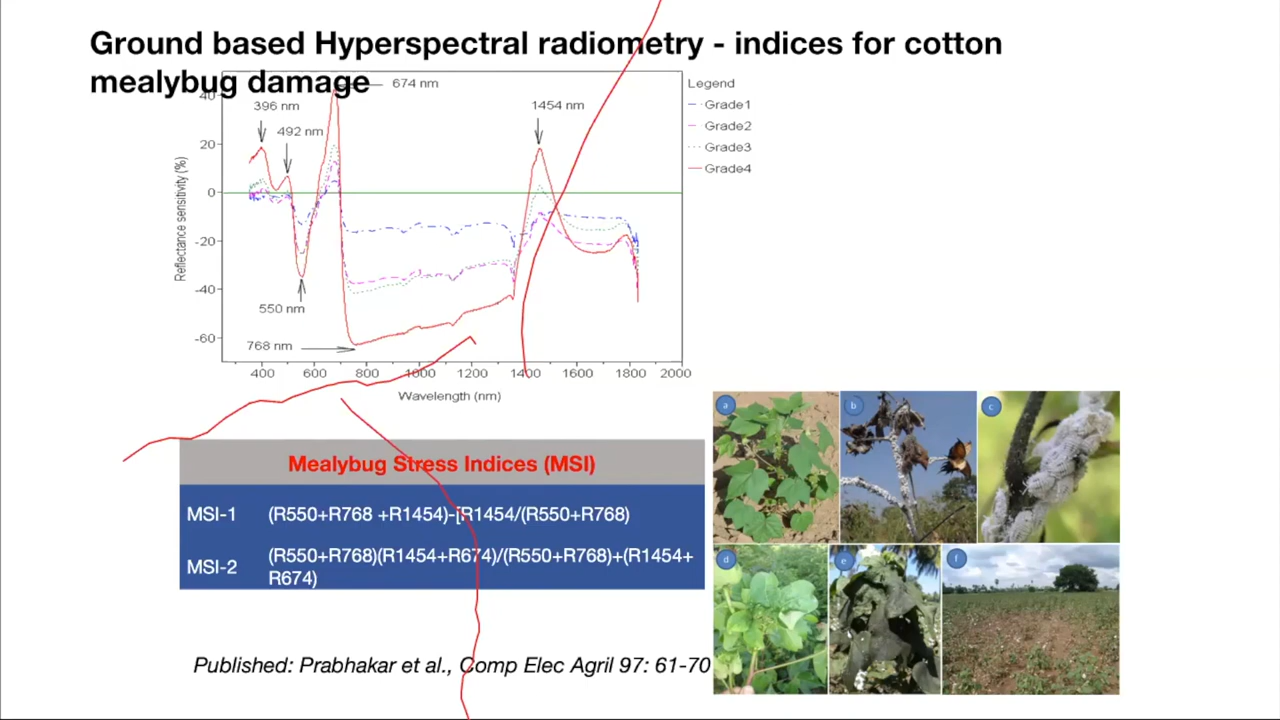 Ground based Hyperspectral radiometry - indices for cotton
mealybug damage
674 nm
396 nm
492 nm
1454 nm
550 nm
768 nm
Legend
Grade1
Grade2
Grade3
Grade4
Reflectance sensitivity (%)
40
20
0
-20
-40
-60
400 600 800 1000 1200 1400 1600 1800 2000
Wavelength (nm)
Mealybug Stress Indices (MSI)
MSI-1 (R550+R768 +R1454)-[R1454/(R550+R768)
MSI-2 (R550+R768)(R1454+R674)/(R550+R768)+(R1454+
R674)
a
b
c
d
e
f
Published: Prabhakar et al., Comp Elec Agril 97: 61-70